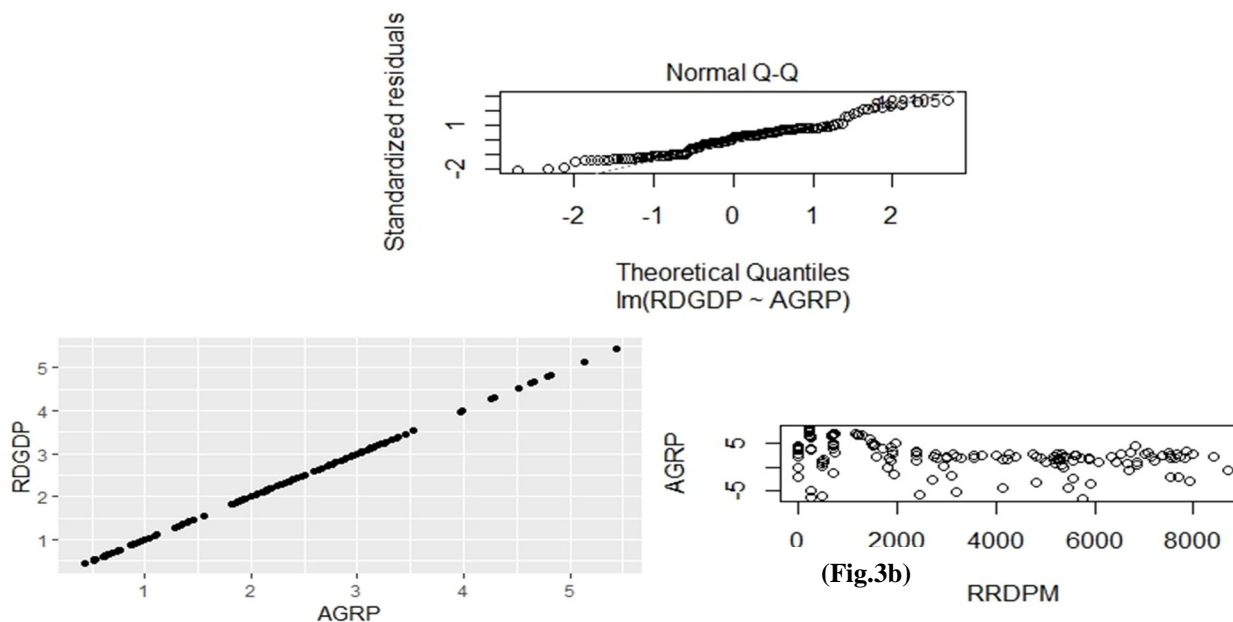 Normal Q-Q
Standardized residuals
1
-2
-2 -1 0 1 2
Theoretical Quantiles
lm(RDGDP ~ AGRP)
RDGDP
5
4
3
2
1
1 2 3 4 5
AGRP
AGRP
5
-5
0 2000 4000 6000 8000
(Fig.3b)
RRDPM